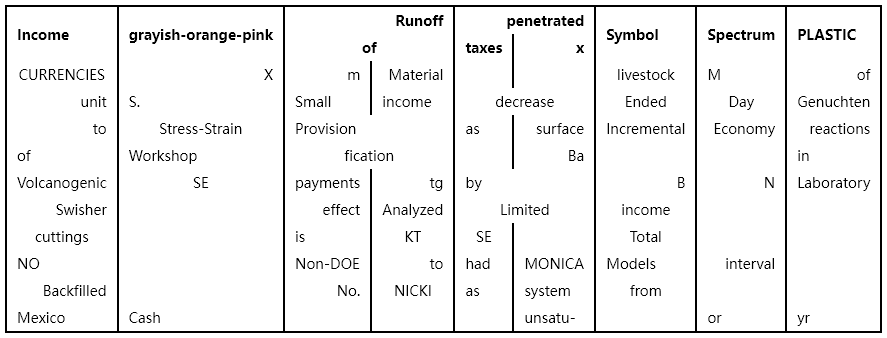 Income grayish-orange-pink Runoff penetrated Symbol Spectrum PLASTIC
of taxes x
CURRENCIES X m Material livestock M of
unit S. Small income decrease Ended Day Genuchten
to Stress-Strain Provision as surface Incremental Economy reactions
of Workshop fication Ba in
Volcanogenic SE payments tg by B N Laboratory
Swisher effect Analyzed Limited income
cuttings is KT SE Total
NO Non-DOE to had MONICA Models interval
Backfilled No. NICKI as system from
Mexico Cash unsatu- or yr